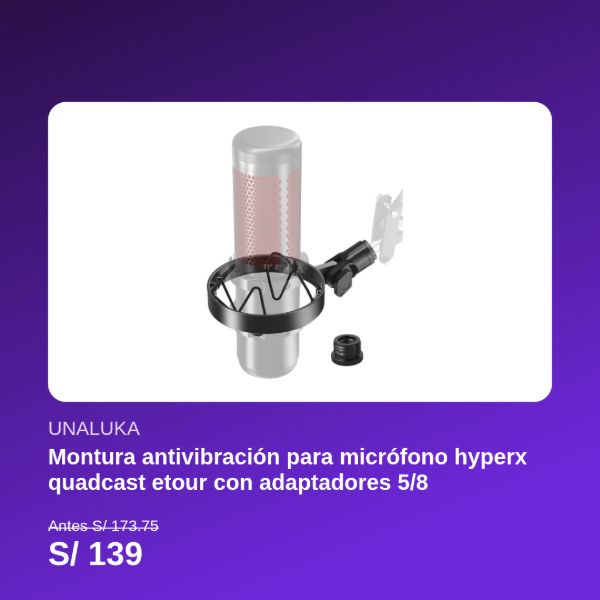 UNALUKA
Montura antivibración para micrófono hyperx
quadcast etour con adaptadores 5/8
Antes S/ 173.75
S/ 139